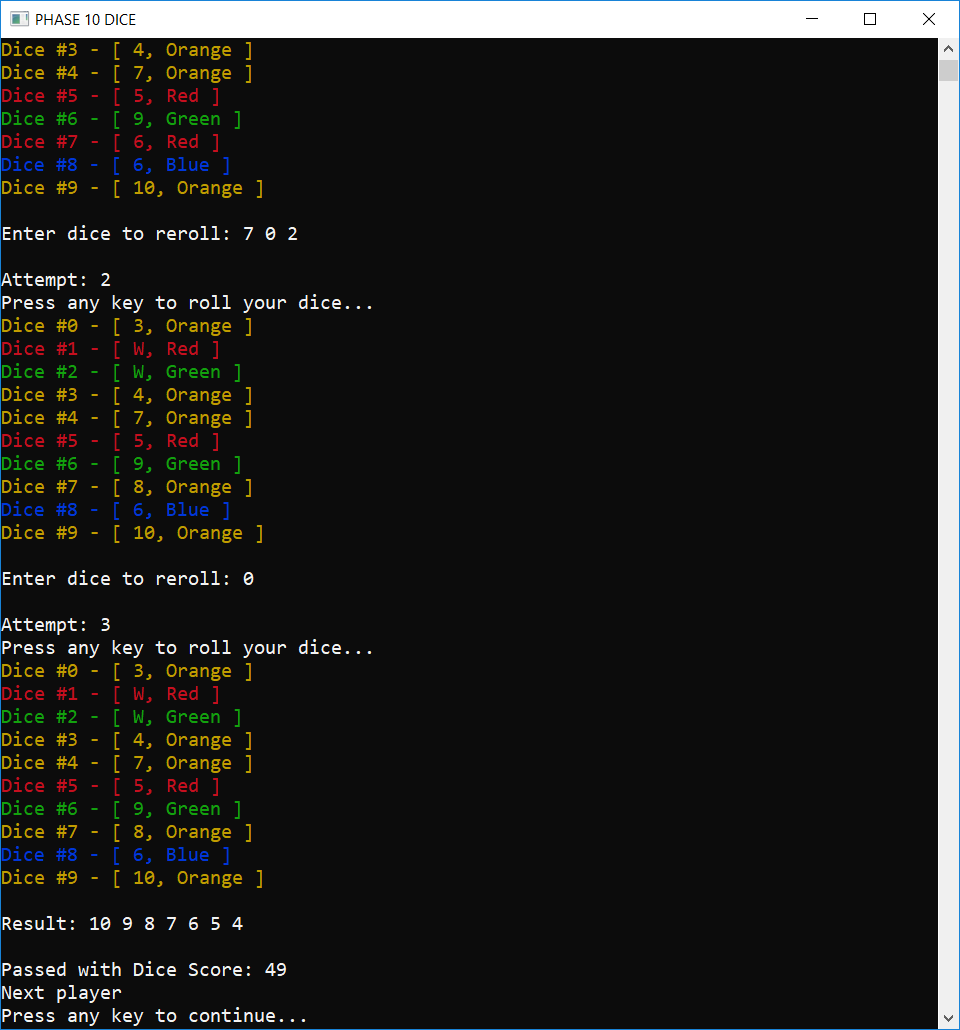 PHASE 10 DICE
Dice #3 - [ 4, Orange ]
Dice #4 - [ 7, Orange ]
Dice #5 - [ 5, Red ]
Dice #6 - [ 9, Green ]
Dice #7 - [ 6, Red ]
Dice #8 - [ 6, Blue ]
Dice #9 - [ 10, Orange ]
Enter dice to reroll: 7 0 2
Attempt: 2
Press any key to roll your dice...
Dice #0 - [ 3, Orange ]
Dice #1 - [ W, Red ]
Dice #2 - [ W, Green ]
Dice #3 - [ 4, Orange ]
Dice #4 - [ 7, Orange ]
Dice #5 - [ 5, Red ]
Dice #6 - [ 9, Green ]
Dice #7 - [ 8, Orange ]
Dice #8 - [ 6, Blue ]
Dice #9 - [ 10, Orange ]
Enter dice to reroll: 0
Attempt: 3
Press any key to roll your dice...
Dice #0 - [ 3, Orange ]
Dice #1 - [ W, Red ]
Dice #2 - [ W, Green ]
Dice #3 - [ 4, Orange ]
Dice #4 - [ 7, Orange ]
Dice #5 - [ 5, Red ]
Dice #6 - [ 9, Green ]
Dice #7 - [ 8, Orange ]
Dice #8 - [ 6, Blue ]
Dice #9 - [ 10, Orange ]
Result: 10 9 8 7 6 5 4
Passed with Dice Score: 49
Next player
Press any key to continue...